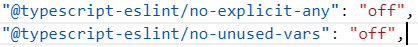 "@typescript-eslint/no-explicit-any": "off",
"@typescript-eslint/no-unused-vars": "off",